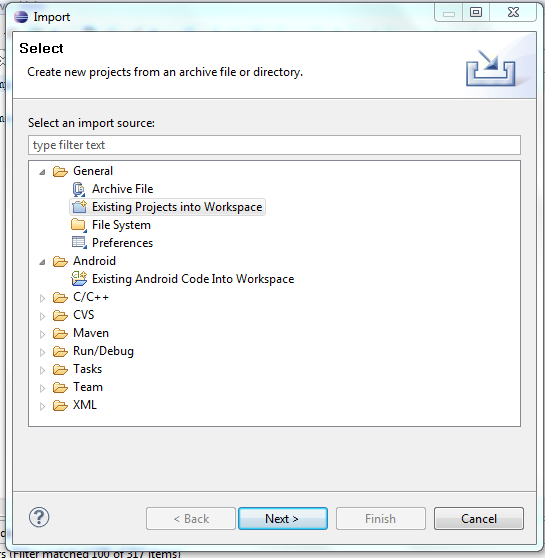 Import
Select
Create new projects from an archive file or directory.
Select an import source:
type filter text
General
Archive File
Existing Projects into Workspace
File System
Preferences
Android
Existing Android Code Into Workspace
C/C++
CVS
Maven
Run/Debug
Tasks
Team
XML
?
< Back
Next >
Finish
Cancel
(Filter matched 100 of 317 items)